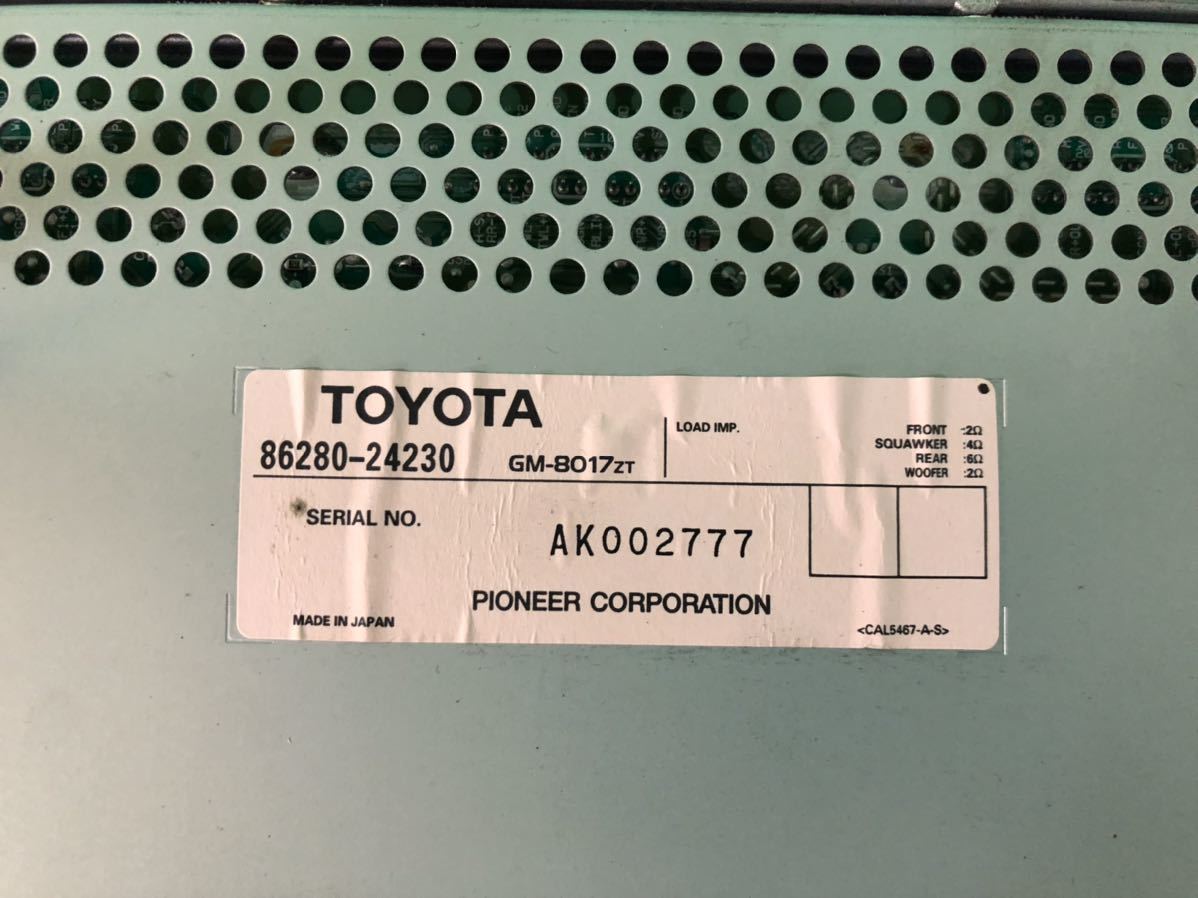 TOYOTA
86280-24230 GM-8017ZT
LOAD IMP.
FRONT :2Ω
SQUAWKER :4Ω
REAR :6Ω
WOOFER :2Ω
SERIAL NO.
AK002777
PIONEER CORPORATION
MADE IN JAPAN
<CAL5467-A-S>